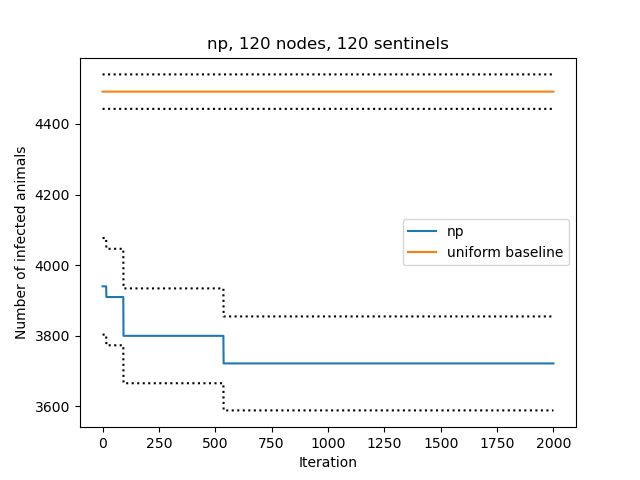 np, 120 nodes, 120 sentinels
Number of infected animals
4400
4200
4000
3800
3600
np
uniform baseline
0
250
500
750
1000
1250
1500
1750
2000
Iteration